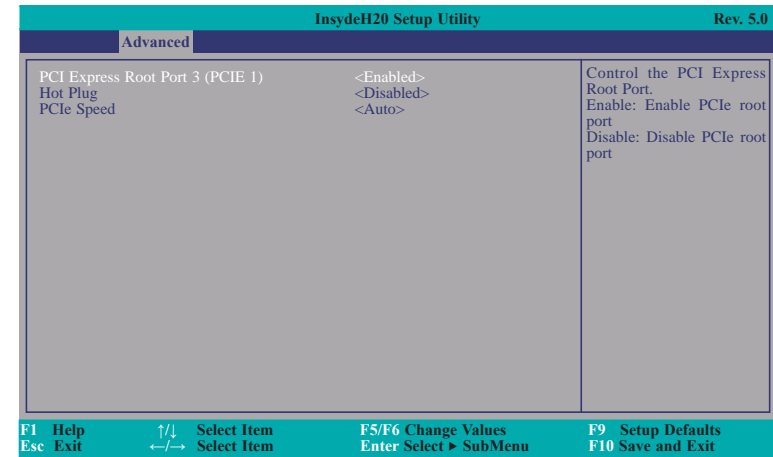 InsydeH20 Setup Utility Rev. 5.0
Advanced
PCI Express Root Port 3 (PCIE 1) <Enabled>
Hot Plug <Disabled>
PCIe Speed <Auto>
Control the PCI Express
Root Port.
Enable: Enable PCIe root
port
Disable: Disable PCIe root
port
F1 Help ↑/↓ Select Item F5/F6 Change Values F9 Setup Defaults
Esc Exit ←/→ Select Item Enter Select ► SubMenu F10 Save and Exit